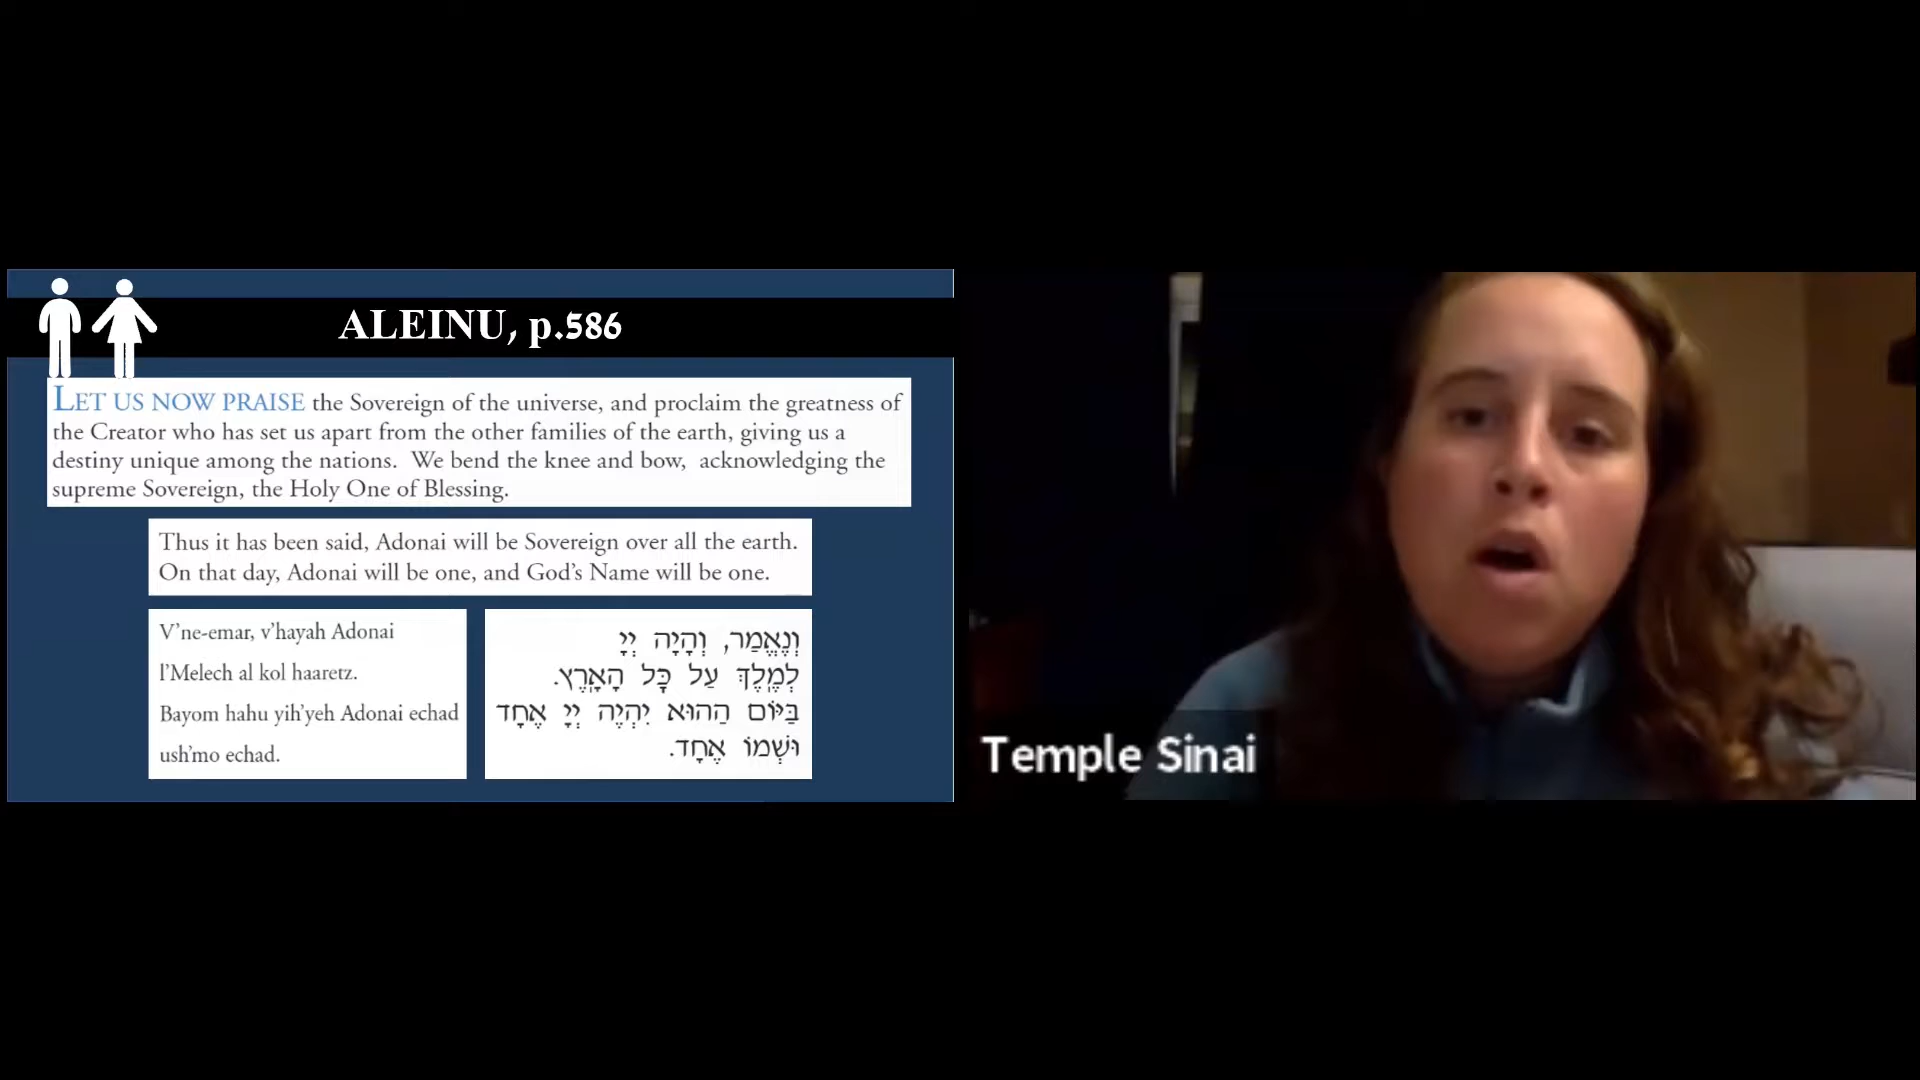 ALEINU, p.586
LET US NOW PRAISE the Sovereign of the universe, and proclaim the greatness of
the Creator who has set us apart from the other families of the earth, giving us a
destiny unique among the nations. We bend the knee and bow, acknowledging the
supreme Sovereign, the Holy One of Blessing.
Thus it has been said, Adonai will be Sovereign over all the earth.
On that day, Adonai will be one, and God's Name will be one.
V'ne-emar, v'hayah Adonai
l'Melech al kol haaretz.
Bayom hahu yih'yeh Adonai echad
ush'mo echad.
וְנֶאֱמַר, וְהָיָה יְיָ
לְמֶֽלֶךְ עַל כָּל הָאָֽרֶץ.
בַּיּוֹם הַהוּא יִהְיֶה יְיָ אֶחָד
וּשְׁמוֹ אֶחָד.
Temple Sinai